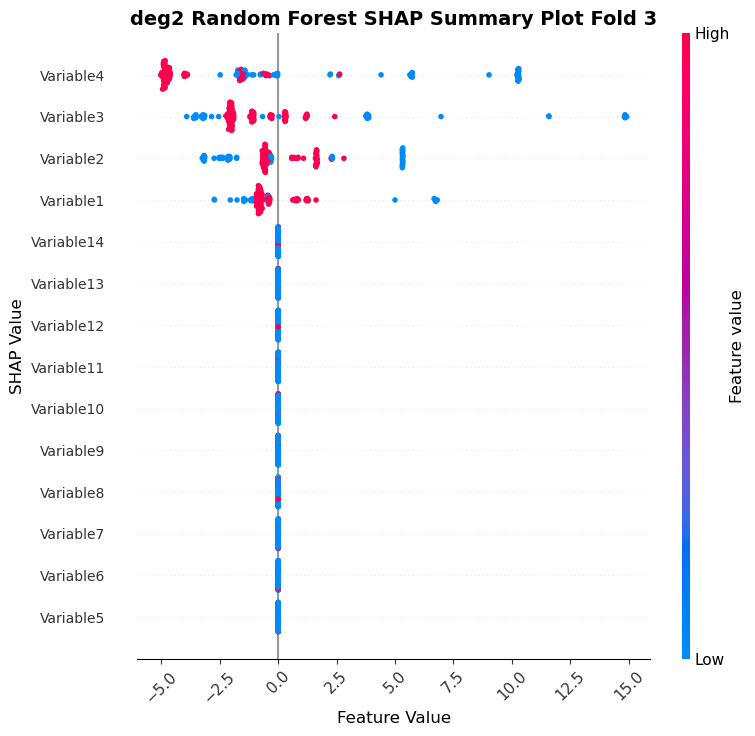 deg2 Random Forest SHAP Summary Plot Fold 3
High
Variable4
Variable3
Variable2
Variable1
Variable14
Variable13
Variable12
Variable11
Variable10
Variable9
Variable8
Variable7
Variable6
Variable5
SHAP Value
Feature value
Low
−5.0
−2.5
0.0
2.5
5.0
7.5
10.0
12.5
15.0
Feature Value